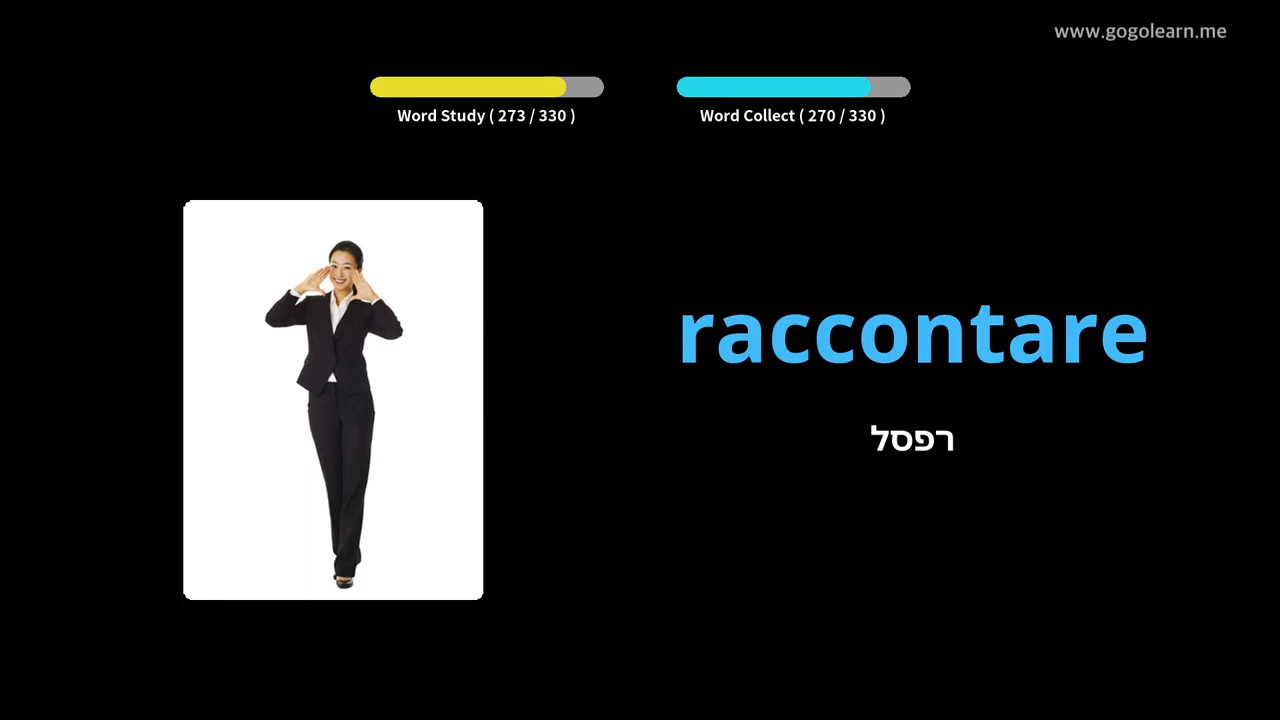 www.gogolearn.me
Word Study ( 273 / 330 )
Word Collect ( 270 / 330 )
raccontare
רפסל